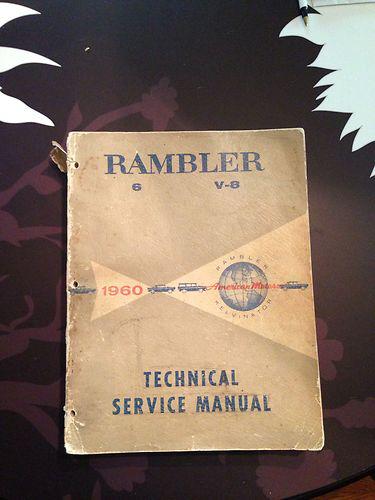 RAMBLER
6 V-8
RAMBLER
1960 American Motors
KELVINATOR
TECHNICAL
SERVICE MANUAL